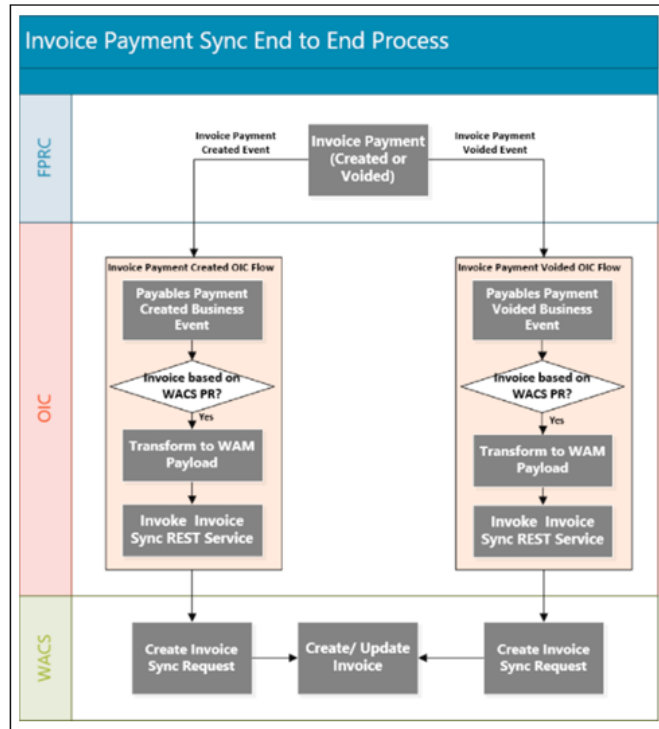 Invoice Payment Sync End to End Process
FPRC
Invoice Payment
Created Event
Invoice Payment
(Created or
Voided)
Invoice Payment
Voided Event
OIC
Invoice Payment Created OIC Flow
Payables Payment
Created Business
Event
Invoice based on
WACS PR?
Yes
Transform to WAM
Payload
Invoke Invoice
Sync REST Service
Invoice Payment Voided OIC Flow
Payables Payment
Voided Business
Event
Invoice based on
WACS PR?
Yes
Transform to WAM
Payload
Invoke Invoice
Sync REST Service
WACS
Create Invoice
Sync Request
Create/ Update
Invoice
Create Invoice
Sync Request